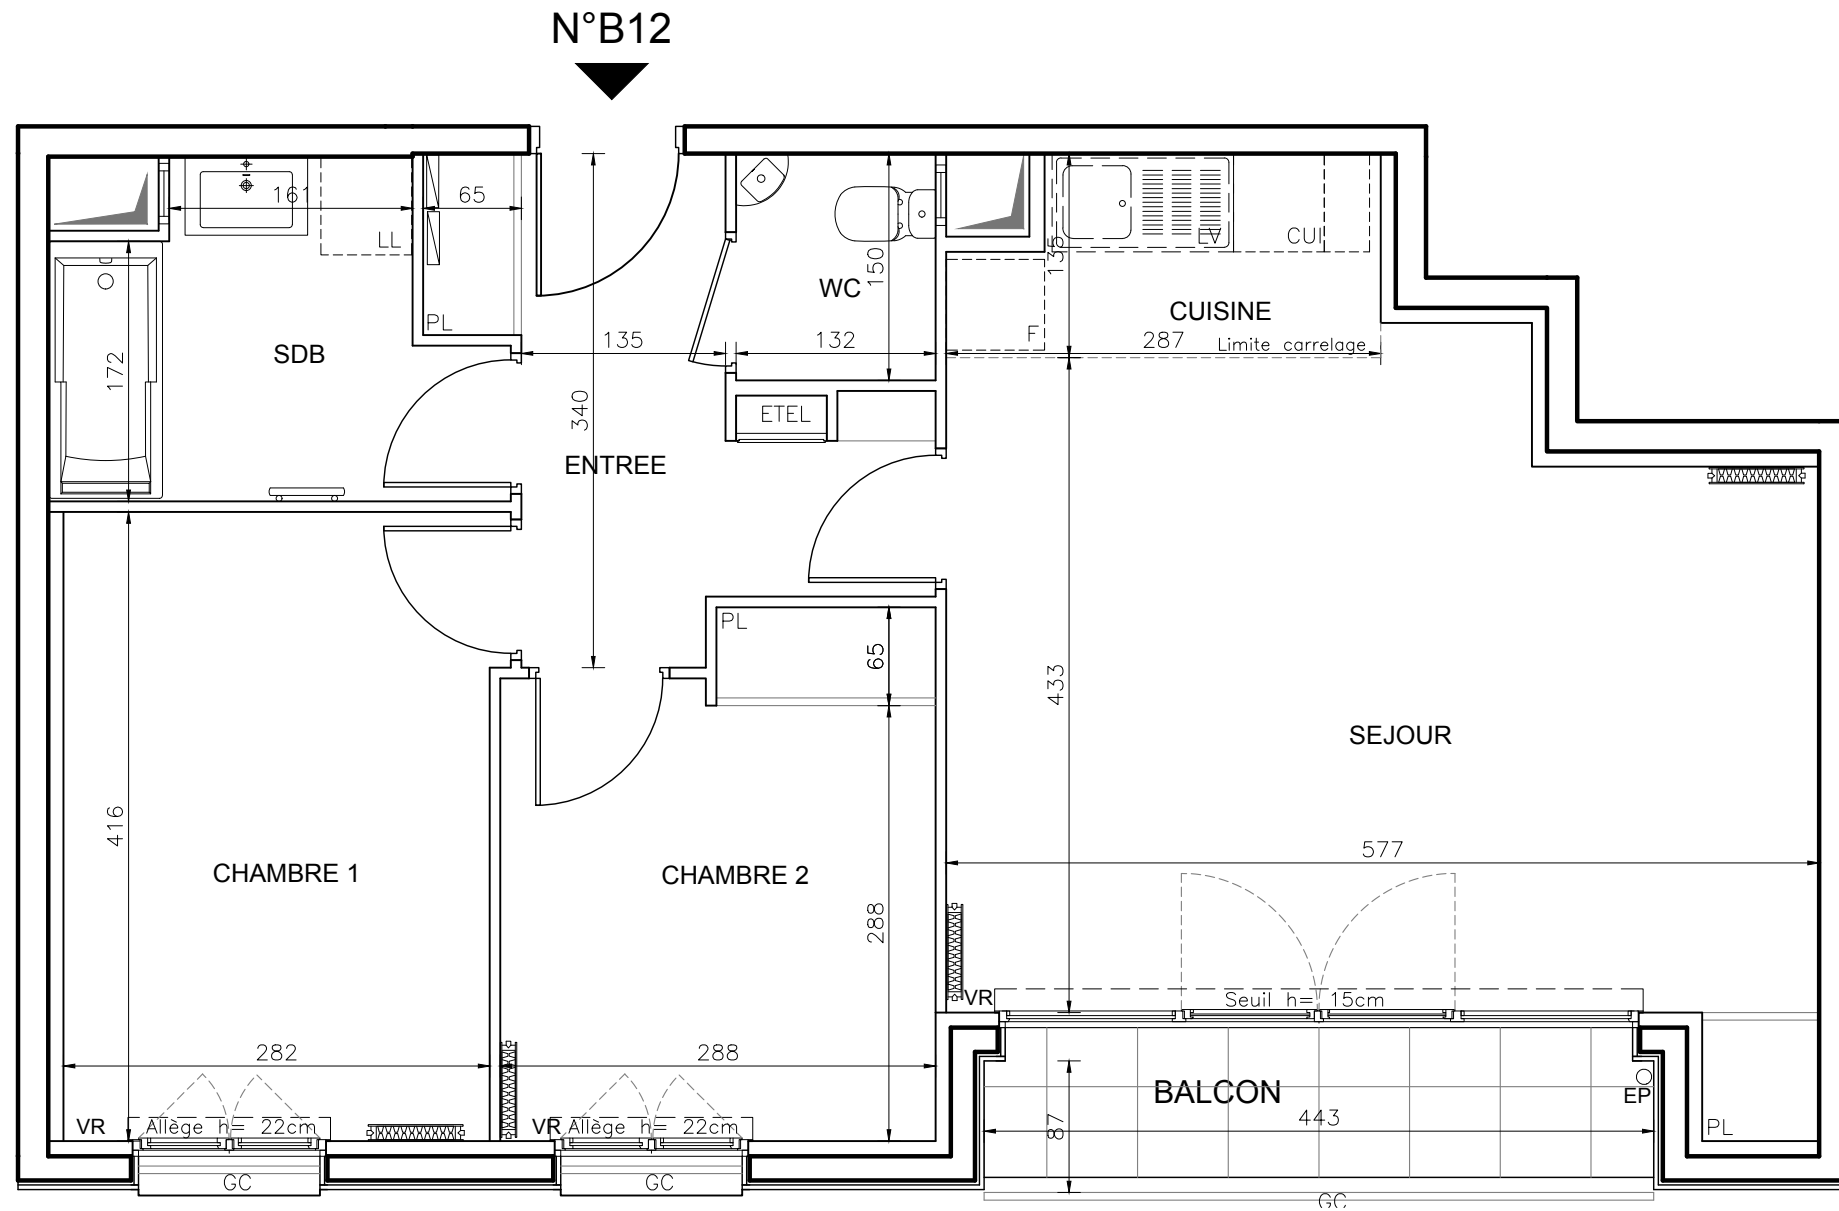 N°B12
161
65
LL
LV
CUI
135
150
WC
PL
CUISINE
F
135
132
287
Limite carrelage
SDB
172
340
ETEL
ENTREE
PL
65
433
SEJOUR
416
577
CHAMBRE 1
CHAMBRE 2
288
VR
Seuil h= 15cm
282
288
BALCON
EP
443
87
VR
Allège h= 22cm
VR
Allège h= 22cm
PL
GC
GC
GC